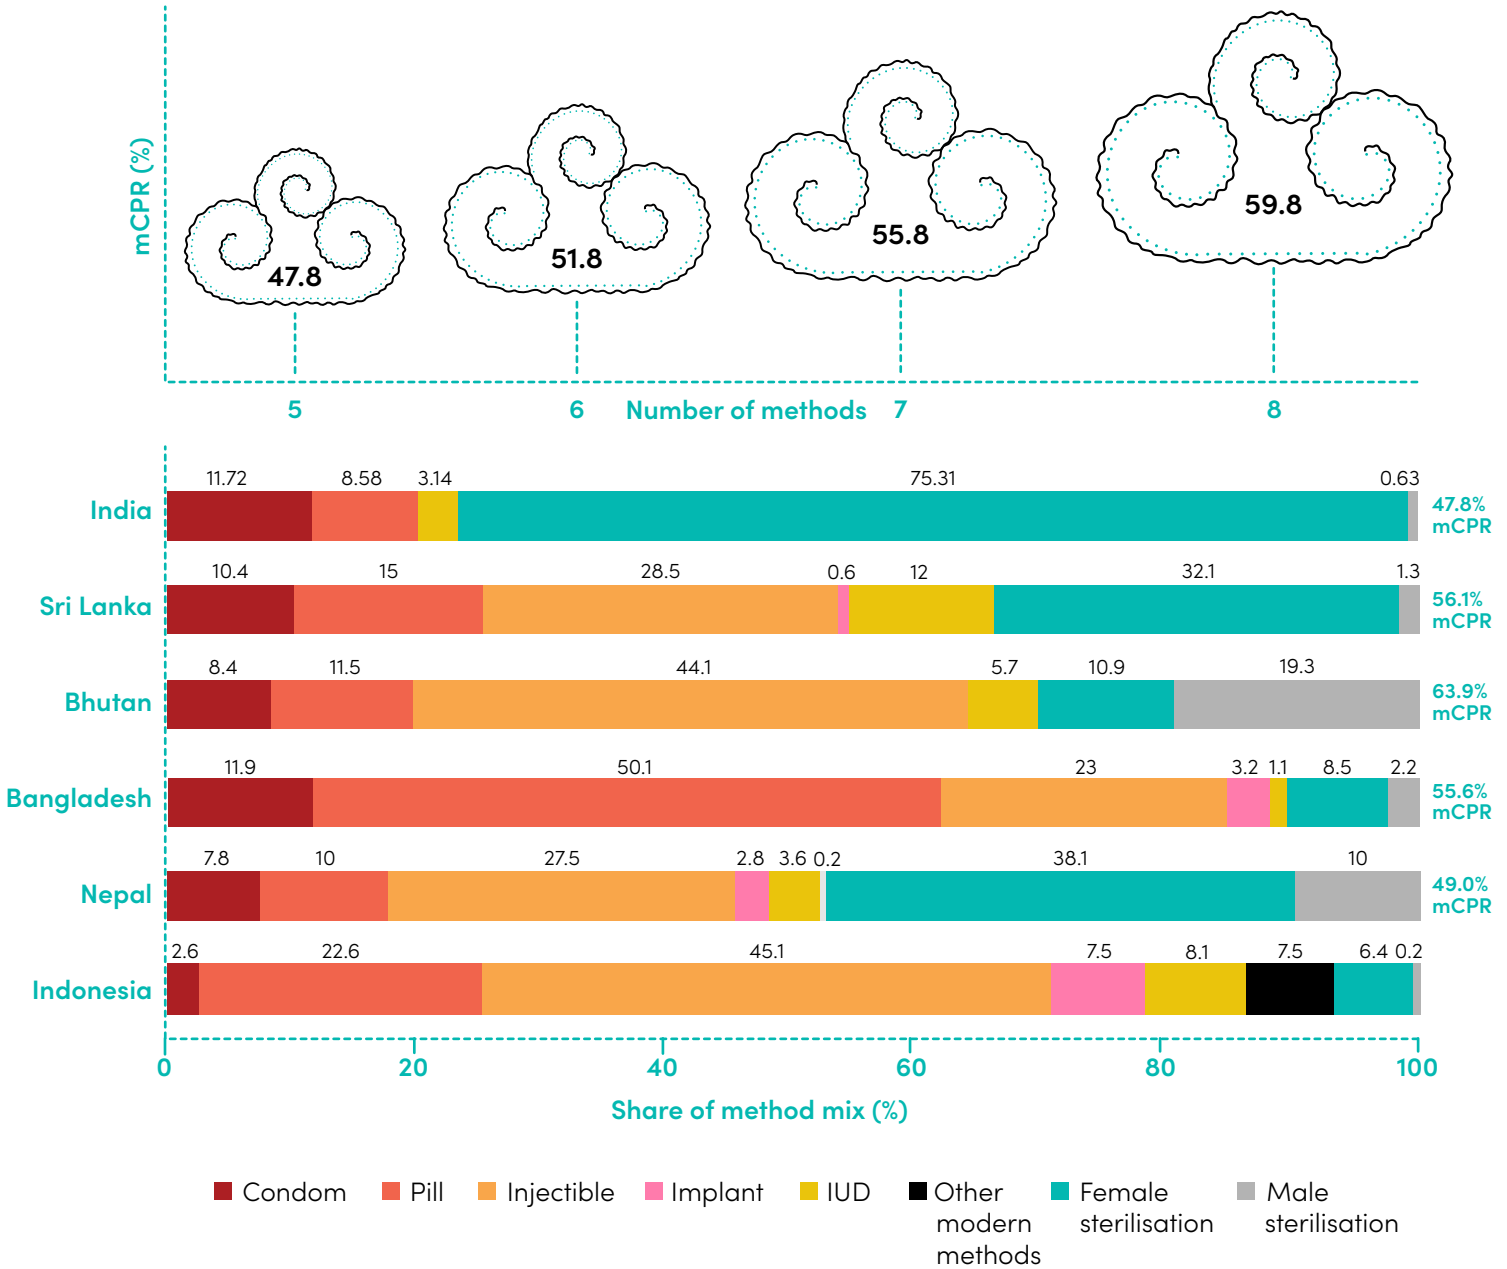 mCPR (%)
47.8
51.8
55.8
59.8
5
6
Number of methods
7
8
India
11.72
8.58
3.14
75.31
0.63
47.8%
mCPR
Sri Lanka
10.4
15
28.5
0.6
12
32.1
1.3
56.1%
mCPR
Bhutan
8.4
11.5
44.1
5.7
10.9
19.3
63.9%
mCPR
Bangladesh
11.9
50.1
23
3.2
1.1
8.5
2.2
55.6%
mCPR
Nepal
7.8
10
27.5
2.8
3.6
0.2
38.1
10
49.0%
mCPR
Indonesia
2.6
22.6
45.1
7.5
8.1
7.5
6.4
0.2
0
20
40
60
80
100
Share of method mix (%)
Condom
Pill
Injectible
Implant
IUD
Other
modern
methods
Female
sterilisation
Male
sterilisation